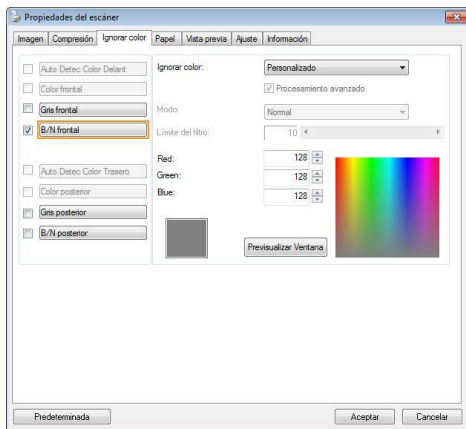 Propiedades del escáner
Imagen Compresión Ignorar color Papel Vista previa Ajuste Información
Auto Detec Color Delant
Color frontal
Gris frontal
B/N frontal
Auto Detec Color Trasero
Color posterior
Gris posterior
B/N posterior
Ignorar color: Personalizado
Procesamiento avanzado
Modo: Normal
Límite del filtro: 10
Red: 128
Green: 128
Blue: 128
Previsualizar Ventana
Predeterminada Aceptar Cancelar